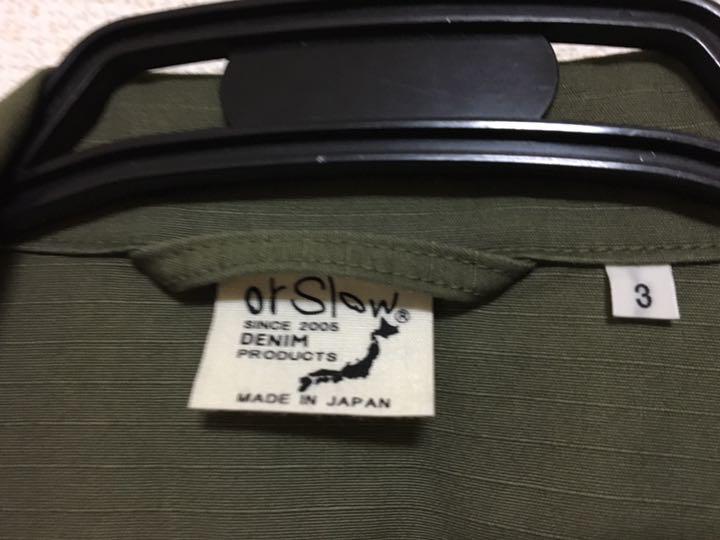 orSlow®
SINCE 2005
DENIM
PRODUCTS
MADE IN JAPAN
3